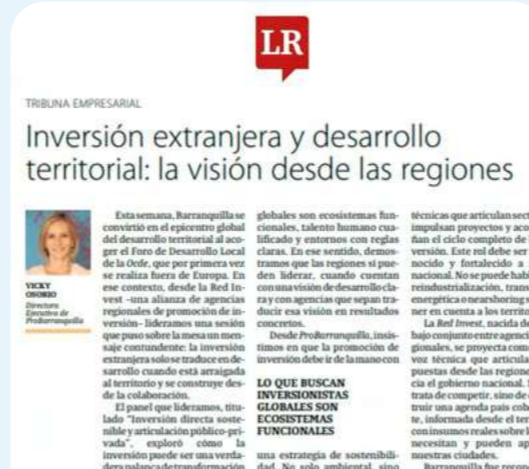 LR
TRIBUNA EMPRESARIAL
Inversión extranjera y desarrollo
territorial: la visión desde las regiones
VICKY
OSORIO
Directora
Ejecutiva de
ProBarranquilla
Esta semana, Barranquilla se
convirtió en el epicentro global
del desarrollo territorial al aco-
ger el Foro de Desarrollo Local
de la Ocde, que por primera vez
se realiza fuera de Europa. En
ese contexto, desde la Red In-
vest -una alianza de agencias
regionales de promoción de in-
versión- lideramos una sesión
que puso sobre la mesa un men-
saje contundente: la inversión
extranjera solo se traduce en de-
sarrollo cuando está arraigada
al territorio y se construye des-
de la colaboración.
El panel que lideramos, titu-
lado "Inversión directa soste-
nible y articulación público-pri-
vada", exploró cómo la
inversión puede ser una verda-
dera palanca de transformación
globales son ecosistemas fun-
cionales, talento humano cua-
lificado y entornos con reglas
claras. En ese sentido, demos-
tramos que las regiones sí pue-
den liderar, cuando cuentan
con una visión de desarrollo cla-
ra y con agencias que sepan tra-
ducir esa visión en resultados
concretos.
Desde ProBarranquilla, insis-
timos en que la promoción de
inversión debe ir de la mano con
LO QUE BUSCAN
INVERSIONISTAS
GLOBALES SON
ECOSISTEMAS
FUNCIONALES
una estrategia de sostenibili-
dad. No solo ambiental, sino
técnicas que articulan sect
impulsan proyectos y aco
ñan el ciclo completo de
versión. Este rol debe ser
nocido y fortalecido a
nacional. No se puede habl
reindustrialización, trans
energética o nearshoring
ner en cuenta a los territo
La Red Invest, nacida de
bajo conjunto entre agenci
gionales, se proyecta como
voz técnica que articula
puestas desde las regione
cia el gobierno nacional.
trata de competir, sino de
truir una agenda país cohe
te, informada desde el ter
con insumos reales sobre l
necesitan y pueden ap
nuestras ciudades.
Barranquilla fue